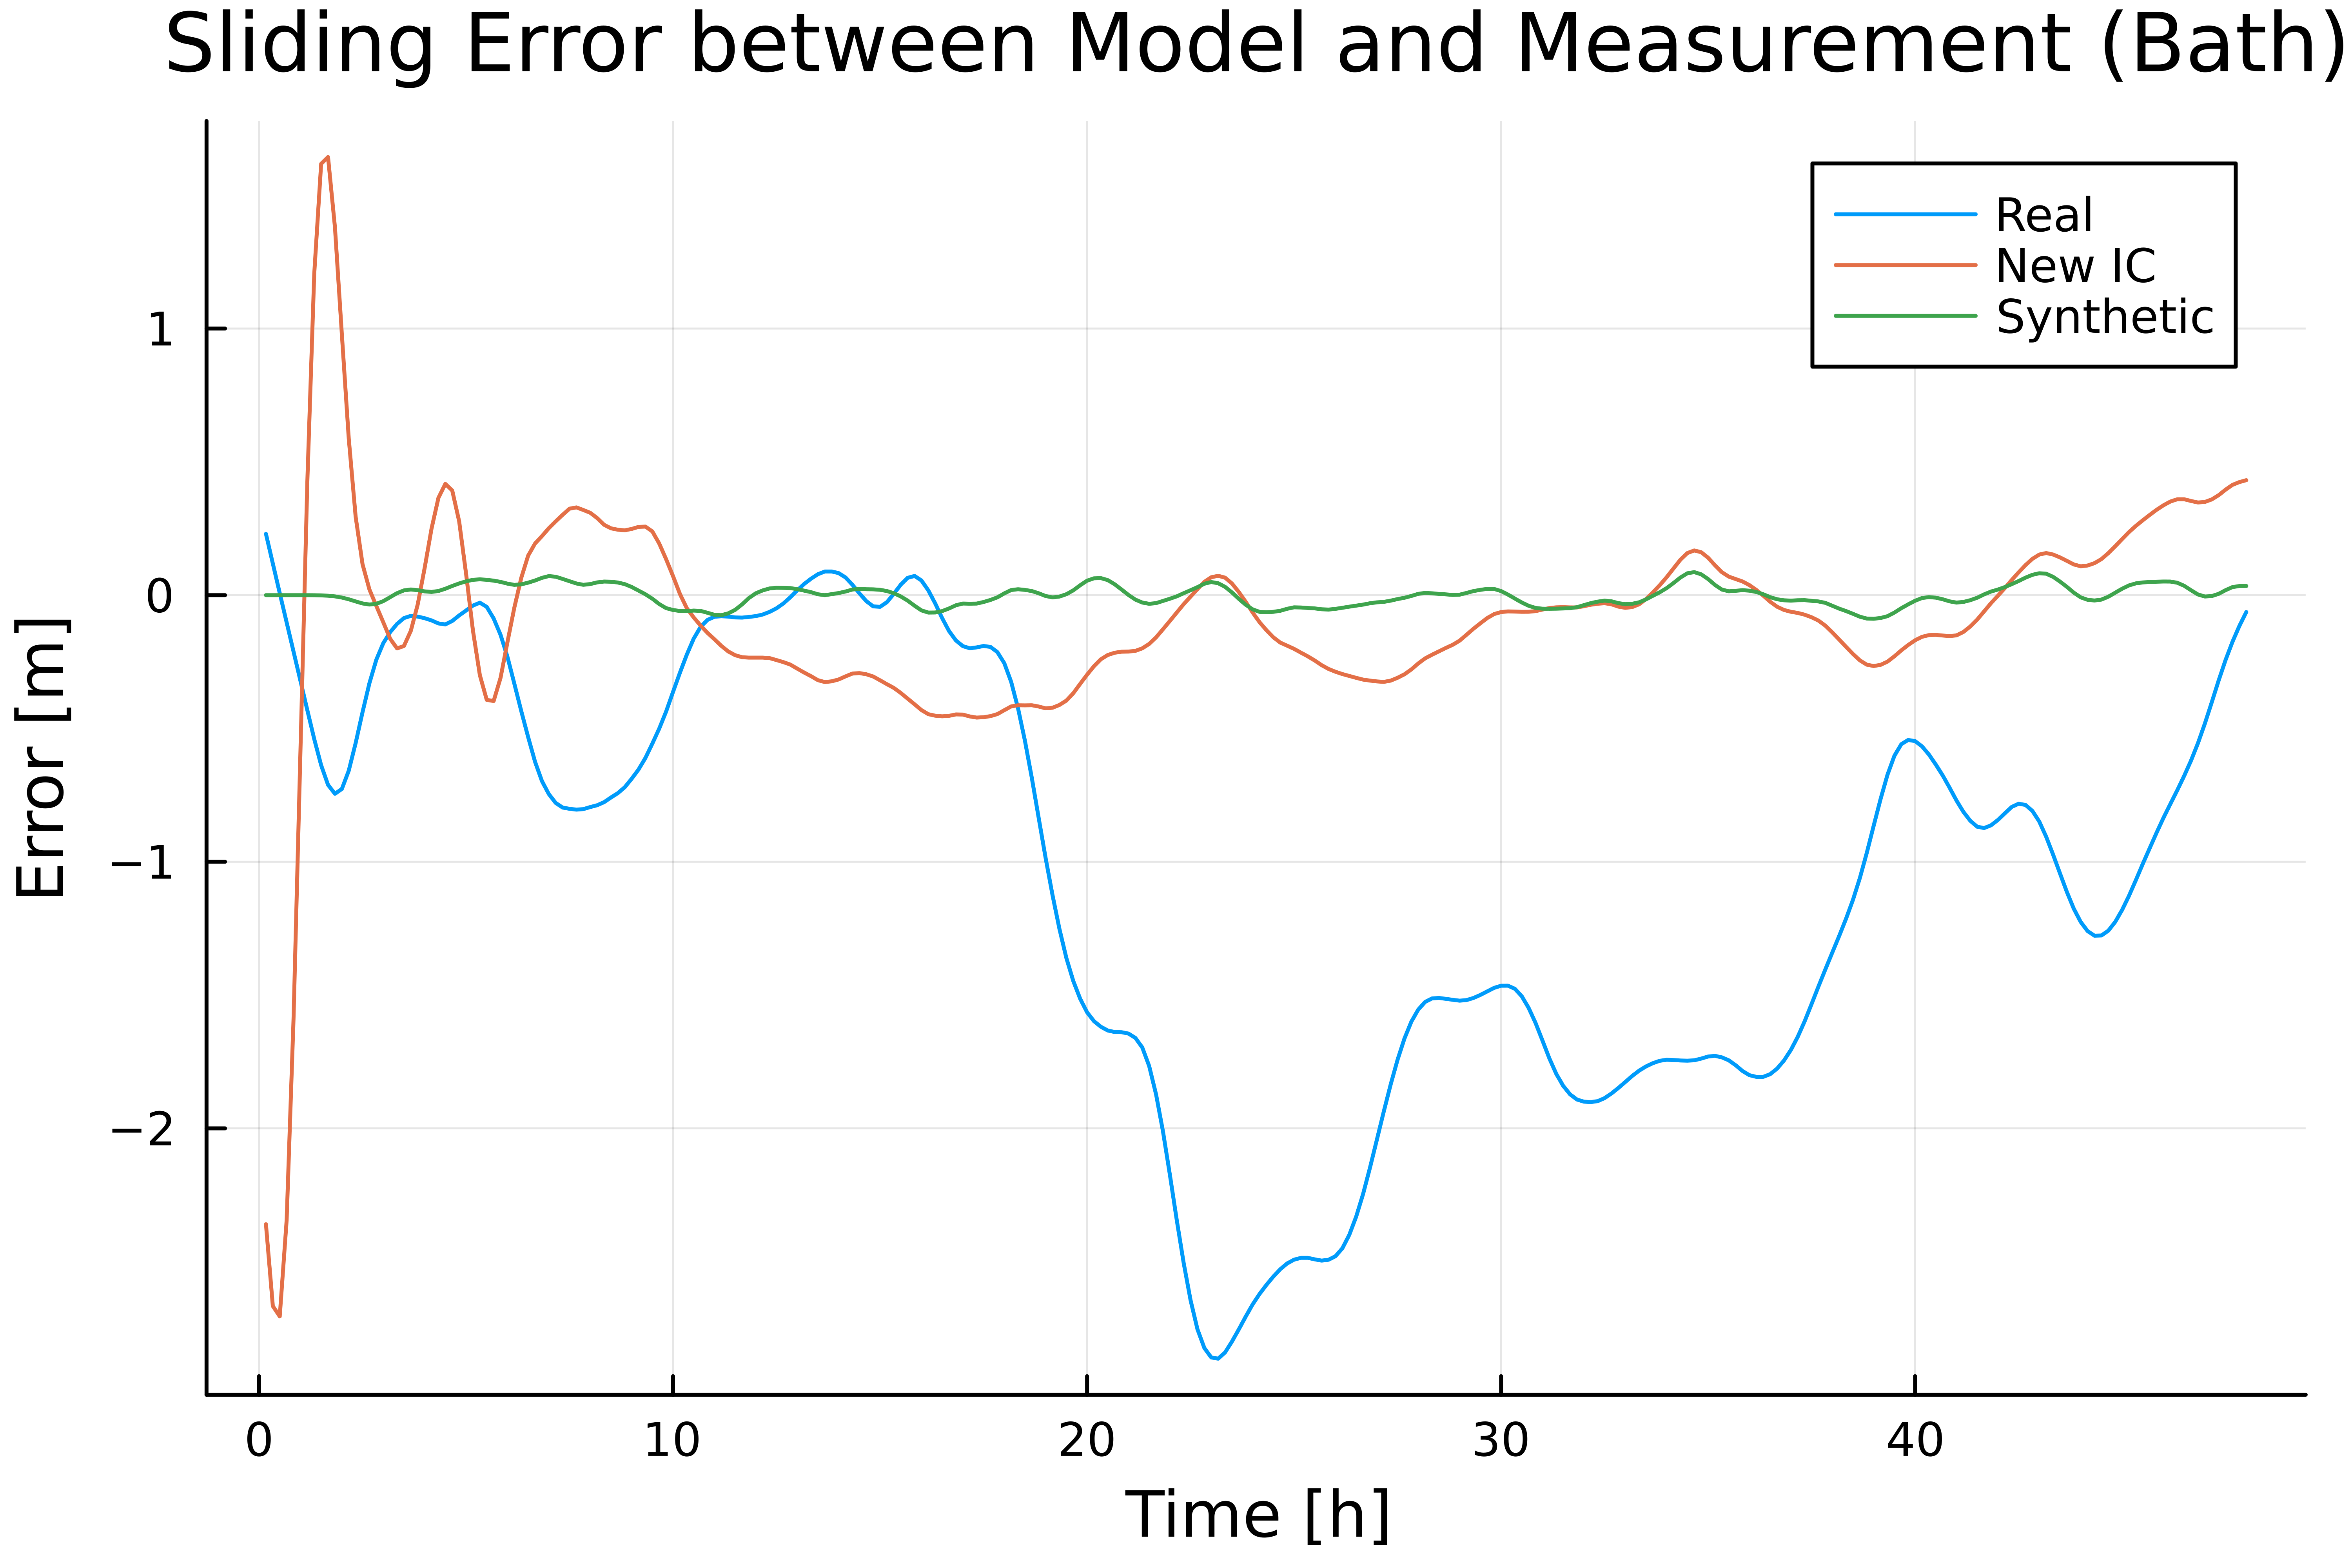 Sliding Error between Model and Measurement (Bath)
Real
New IC
Synthetic
1
0
−1
−2
Error [m]
0 10 20 30 40
Time [h]